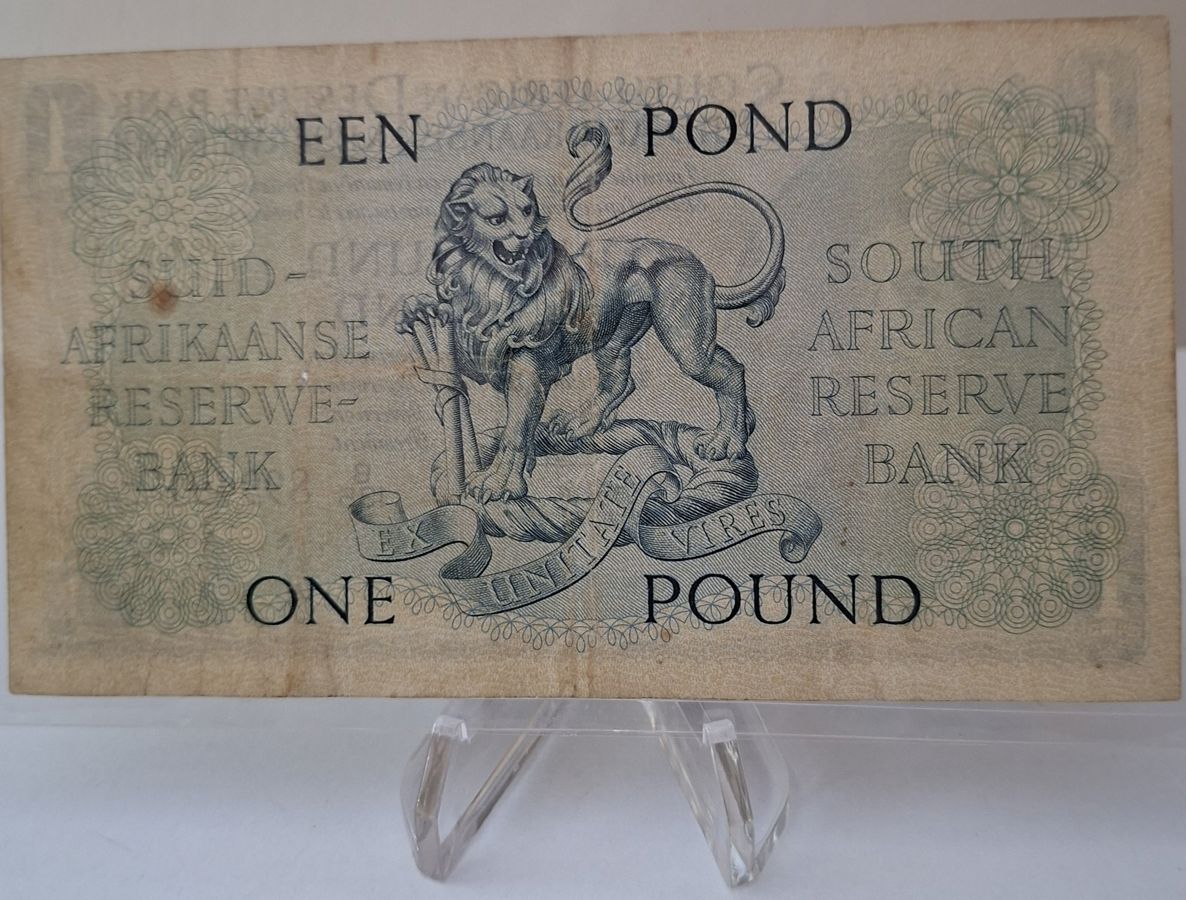 EEN POND
SUID-
AFRIKAANSE
RESERWE-
BANK
SOUTH
AFRICAN
RESERVE
BANK
EX UNITATE VIRES
ONE POUND